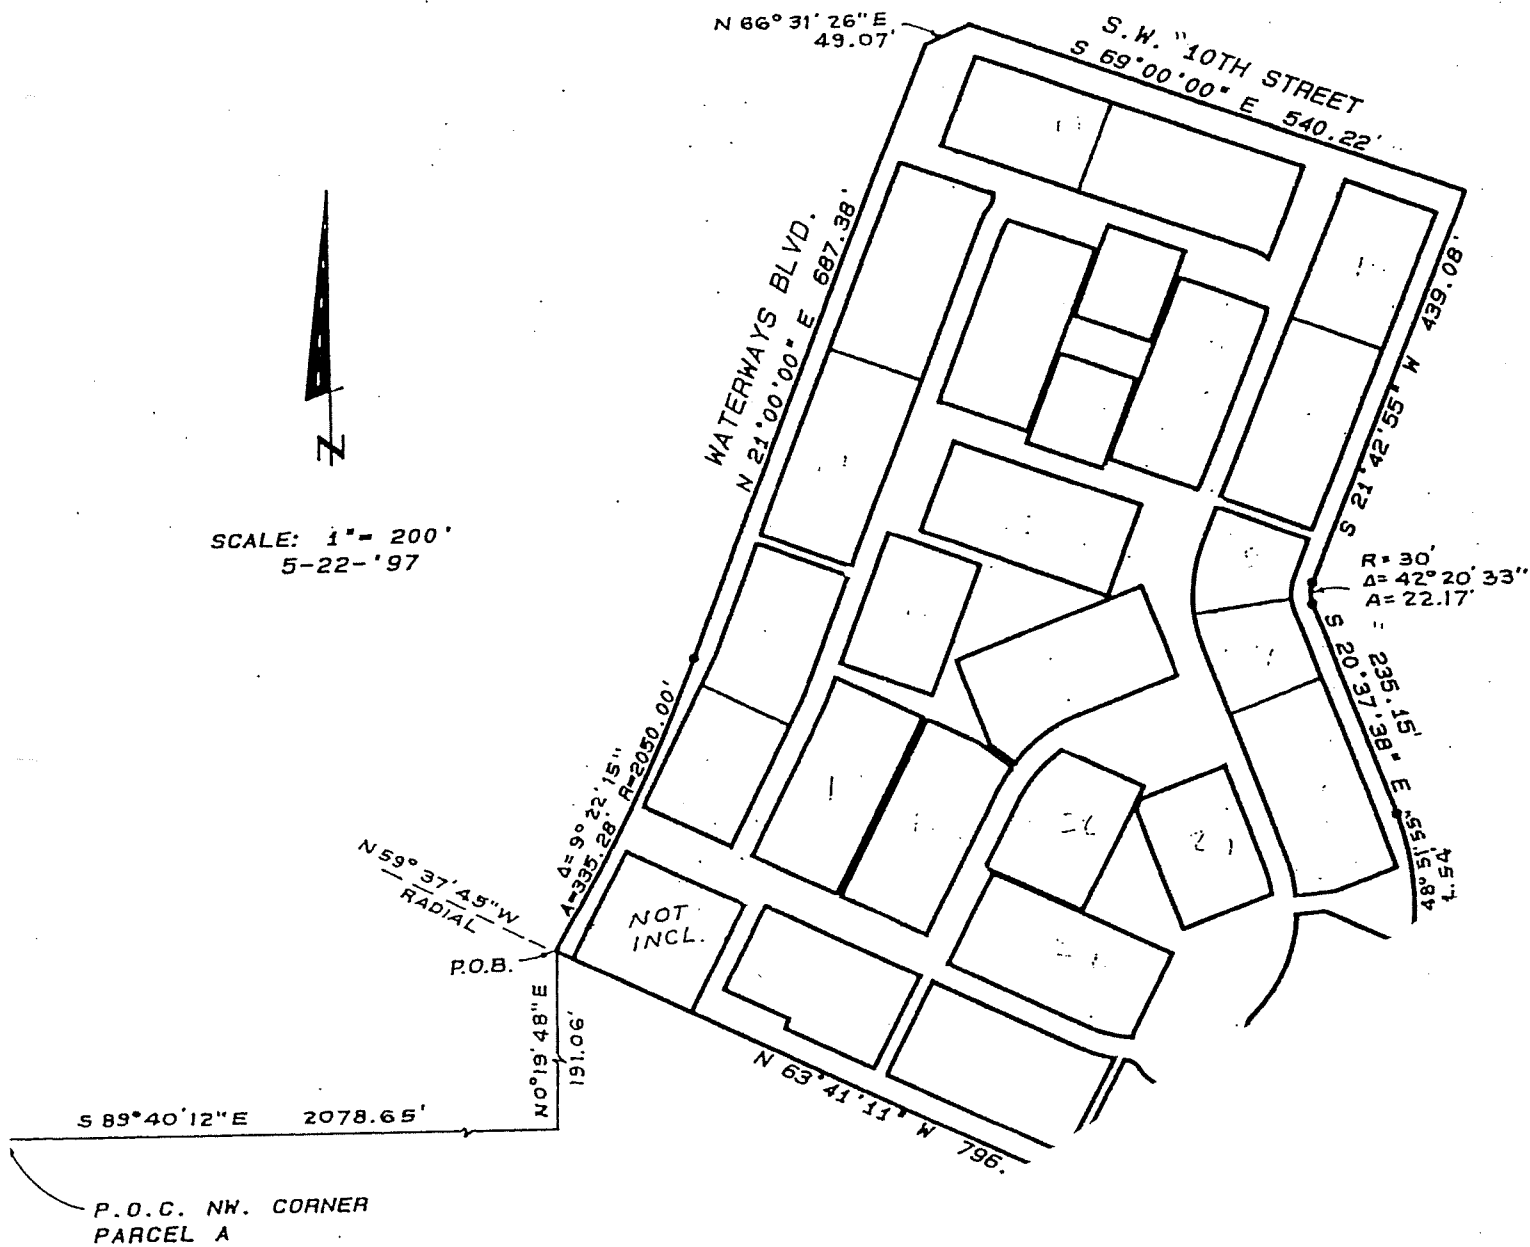 N 66° 31' 26" E
49.07'
S.W. "10TH STREET
S 69°00'00" E 540.22'
WATERWAYS BLVD.
N 21°00'00" E 687.38'
S 21°42'55" W 439.08'
SCALE: 1"= 200'
5-22-'97
N
R= 30'
Δ= 42° 20' 33"
A= 22.17'
235.15'
S 20°37'38" E
48°51'55"
Δ= 9° 22' 15"
A=335.28' R=2050.00'
N 59° 37' 45" W
RADIAL
NOT
INCL.
P.O.B.
N0°19'48"E
191.06'
N 63°41'11" W 796.
S 89°40'12"E 2078.65'
P.O.C. NW. CORNER
PARCEL A